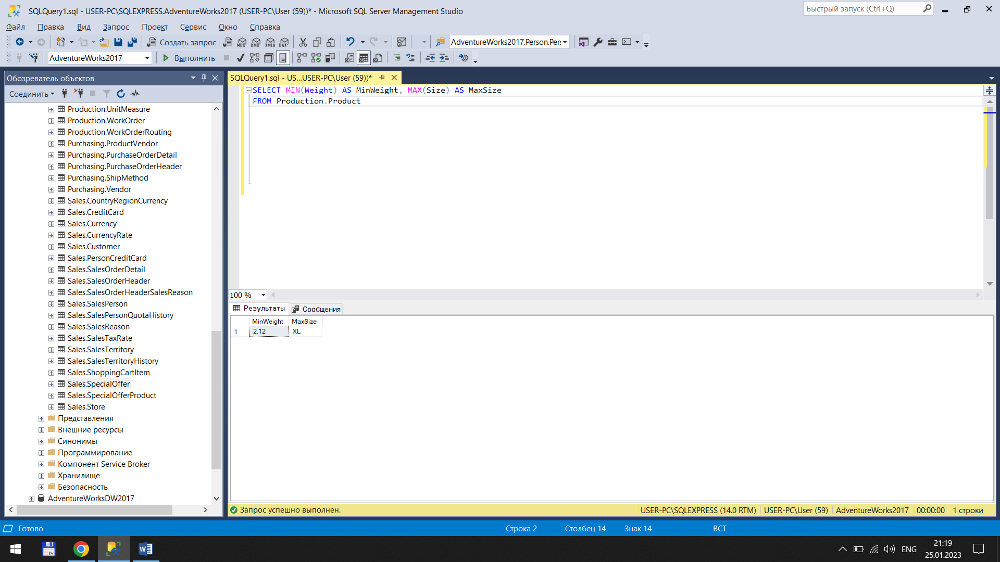 SQLQuery1.sql - USER-PC\SQLEXPRESS.AdventureWorks2017 (USER-PC\User (59))* - Microsoft SQL Server Management Studio
Быстрый запуск (Ctrl+Q)
Файл Правка Вид Запрос Проект Сервис Окно Справка
Создать запрос MDX DMX XMLA DAX AdventureWorks2017.Person.Per:
AdventureWorks2017 Выполнить
Обозреватель объектов
Соединить
Production.UnitMeasure
Production.WorkOrder
Production.WorkOrderRouting
Purchasing.ProductVendor
Purchasing.PurchaseOrderDetail
Purchasing.PurchaseOrderHeader
Purchasing.ShipMethod
Purchasing.Vendor
Sales.CountryRegionCurrency
Sales.CreditCard
Sales.Currency
Sales.CurrencyRate
Sales.Customer
Sales.PersonCreditCard
Sales.SalesOrderDetail
Sales.SalesOrderHeader
Sales.SalesOrderHeaderSalesReason
Sales.SalesPerson
Sales.SalesPersonQuotaHistory
Sales.SalesReason
Sales.SalesTaxRate
Sales.SalesTerritory
Sales.SalesTerritoryHistory
Sales.ShoppingCartItem
Sales.SpecialOffer
Sales.SpecialOfferProduct
Sales.Store
Представления
Внешние ресурсы
Синонимы
Программирование
Компонент Service Broker
Хранилище
Безопасность
AdventureWorksDW2017
SQLQuery1.sql - US...USER-PC\User (59))*
SELECT MIN(Weight) AS MinWeight, MAX(Size) AS MaxSize
FROM Production.Product
100 %
Результаты Сообщения
MinWeight MaxSize
1 2.12 XL
Запрос успешно выполнен. USER-PC\SQLEXPRESS (14.0 RTM) USER-PC\User (59) AdventureWorks2017 00:00:00 1 строки
Готово Строка 2 Столбец 14 Знак 14 ВСТ
ENG 21:19
25.01.2023